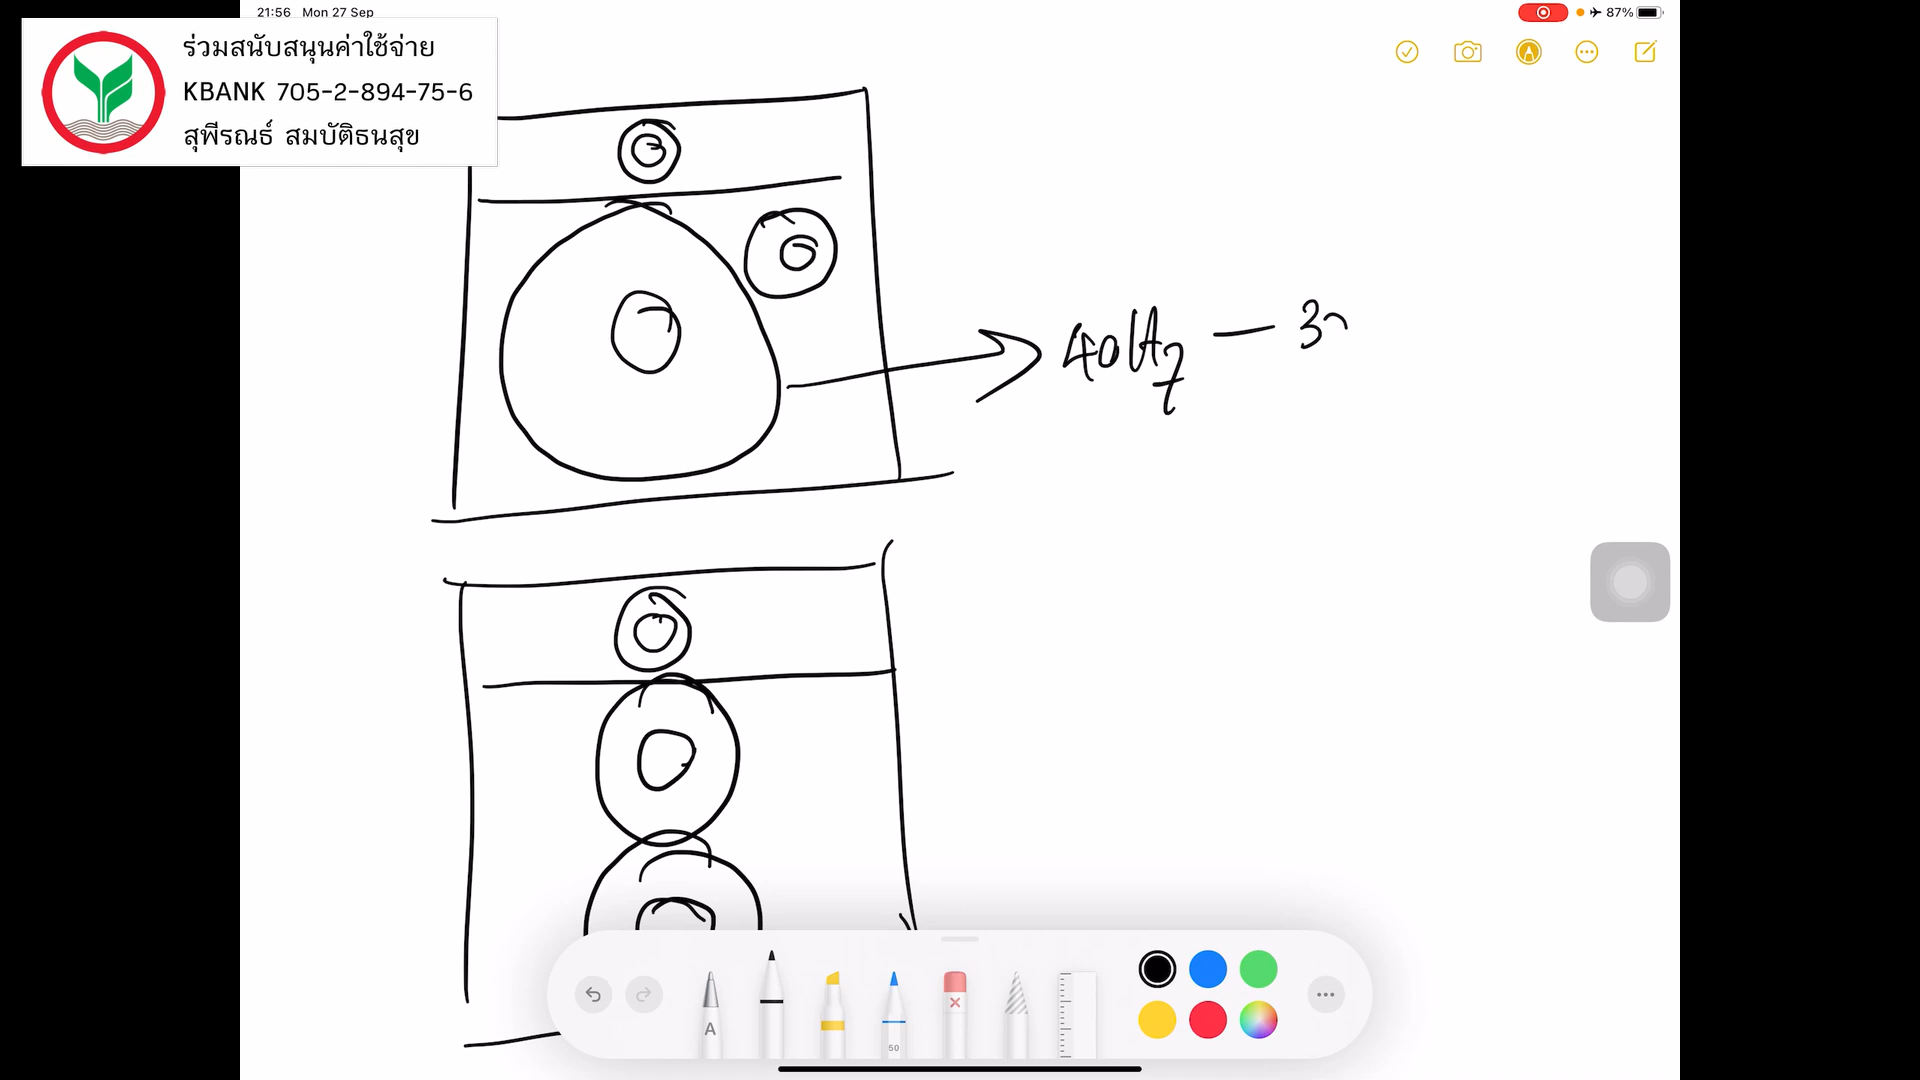 21:56 Mon 27 Sep
87%
ร่วมสนับสนุนค่าใช้จ่าย
KBANK 705-2-894-75-6
สุพีรณธ์ สมบัติธนสุข
40Hz — 3
A
50